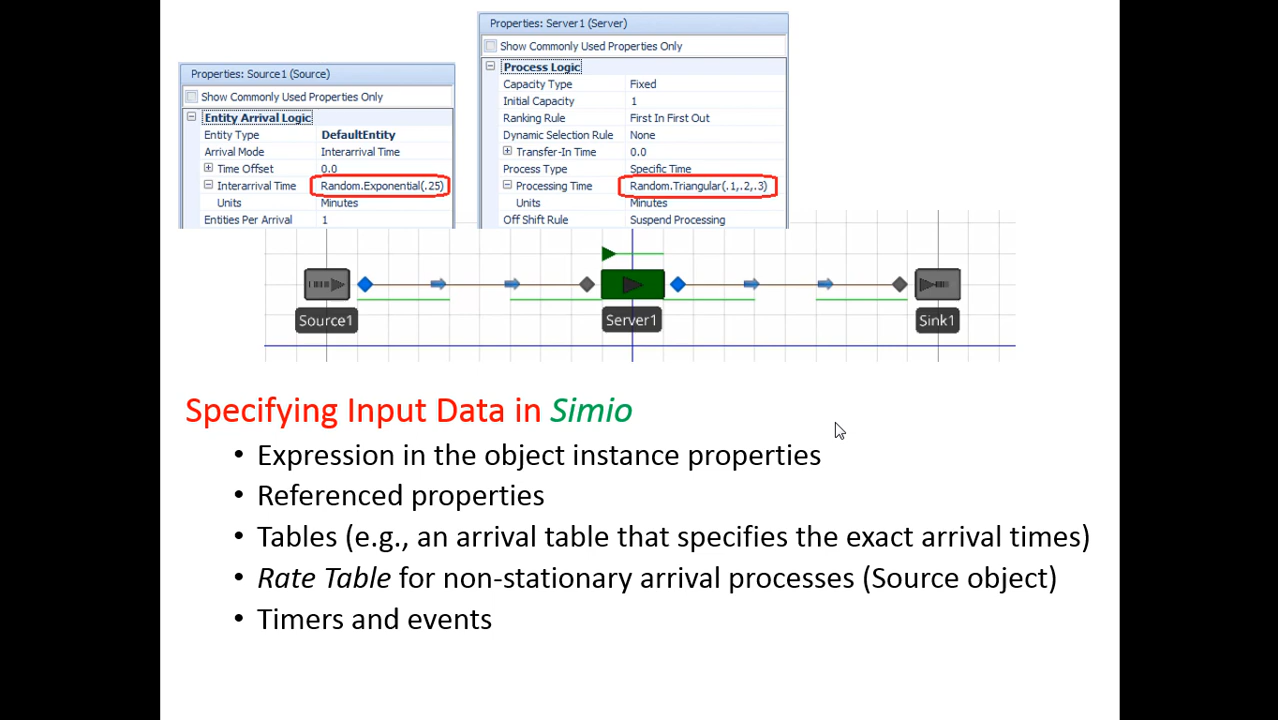 Properties: Source1 (Source)
Show Commonly Used Properties Only
Entity Arrival Logic
Entity Type DefaultEntity
Arrival Mode Interarrival Time
Time Offset 0.0
Interarrival Time Random.Exponential(.25)
Units Minutes
Entities Per Arrival 1
Properties: Server1 (Server)
Show Commonly Used Properties Only
Process Logic
Capacity Type Fixed
Initial Capacity 1
Ranking Rule First In First Out
Dynamic Selection Rule None
Transfer-In Time 0.0
Process Type Specific Time
Processing Time Random.Triangular(.1,.2,.3)
Units Minutes
Off Shift Rule Suspend Processing
Source1
Server1
Sink1
Specifying Input Data in Simio
• Expression in the object instance properties
• Referenced properties
• Tables (e.g., an arrival table that specifies the exact arrival times)
• Rate Table for non-stationary arrival processes (Source object)
• Timers and events